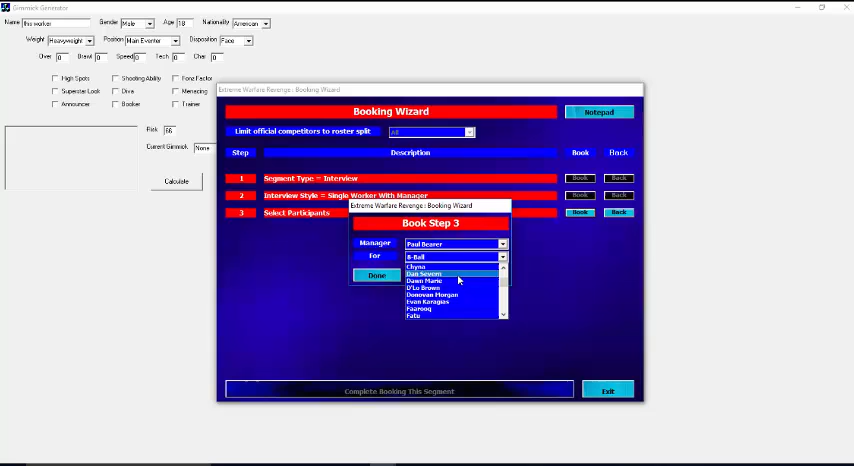 Gimmick Generator
Name this worker Gender Male Age 18 Nationality American
Weight Heavyweight Position Main Eventer Disposition Face
Over 0 Brawl 0 Speed 0 Tech 0 Char 0
High Spots Shooting Ability Fonz Factor
Superstar Look Diva Menacing
Announcer Booker Trainer
Risk 66
Current Gimmick None
Calculate
Extreme Warfare Revenge : Booking Wizard
Booking Wizard Notepad
Limit official competitors to roster split All
Step Description Book Back
1 Segment Type = Interview Book Back
2 Interview Style = Single Worker With Manager Book Back
3 Select Participants Book Back
Extreme Warfare Revenge : Booking Wizard
Book Step 3
Manager Paul Bearer
For 8-Ball
Done
Chyna
Dan Severn
Dawn Marie
D'Lo Brown
Donovan Morgan
Evan Karagias
Faarooq
Fatu
Complete Booking This Segment Exit